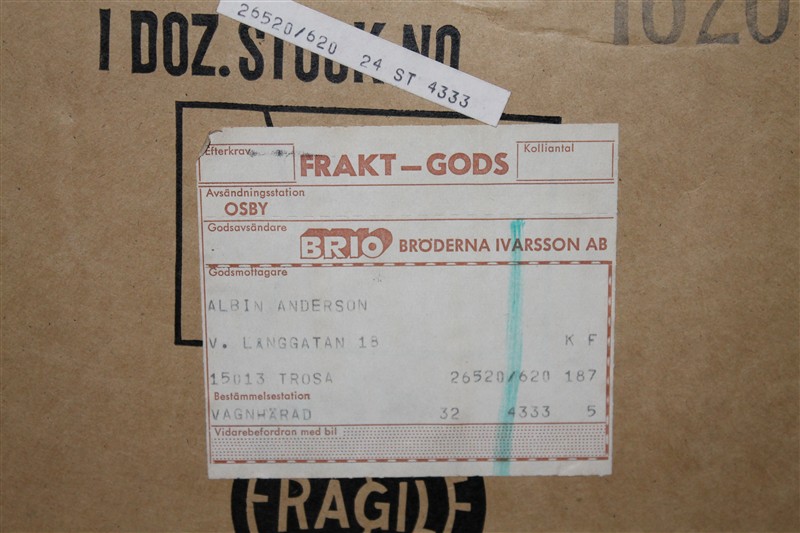 1 DOZ. STOCK NO.
1020
26520/620 24 ST 4333
Efterkrav
FRAKT—GODS
Kolliantal
Avsändningsstation
OSBY
Godsavsändare
BRIO BRÖDERNA IVARSSON AB
Godsmottagare
ALBIN ANDERSON
V. LÅNGGATAN 18 K F
15013 TROSA 26520/620 187
Bestämmelsestation
VAGNHÄRAD 32 4333 5
Vidarebefordran med bil
FRAGILE